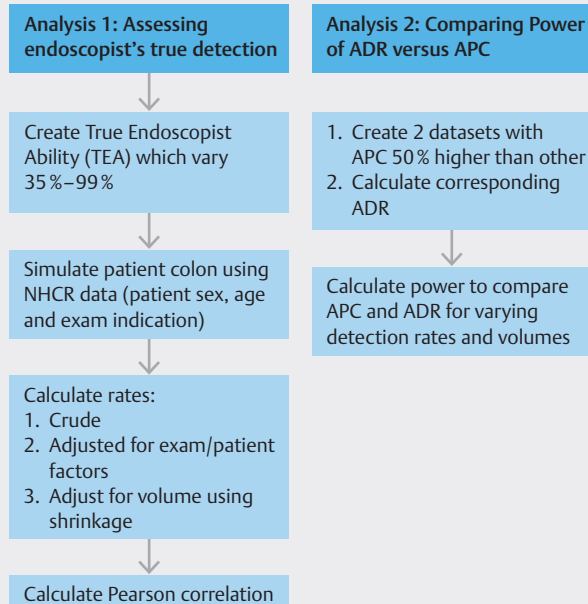 Analysis 1: Assessing
endoscopist's true detection
Create True Endoscopist
Ability (TEA) which vary
35 %–99 %
Simulate patient colon using
NHCR data (patient sex, age
and exam indication)
Calculate rates:
1. Crude
2. Adjusted for exam/patient
factors
3. Adjust for volume using
shrinkage
Calculate Pearson correlation
Analysis 2: Comparing Power
of ADR versus APC
1. Create 2 datasets with
APC 50 % higher than other
2. Calculate corresponding
ADR
Calculate power to compare
APC and ADR for varying
detection rates and volumes